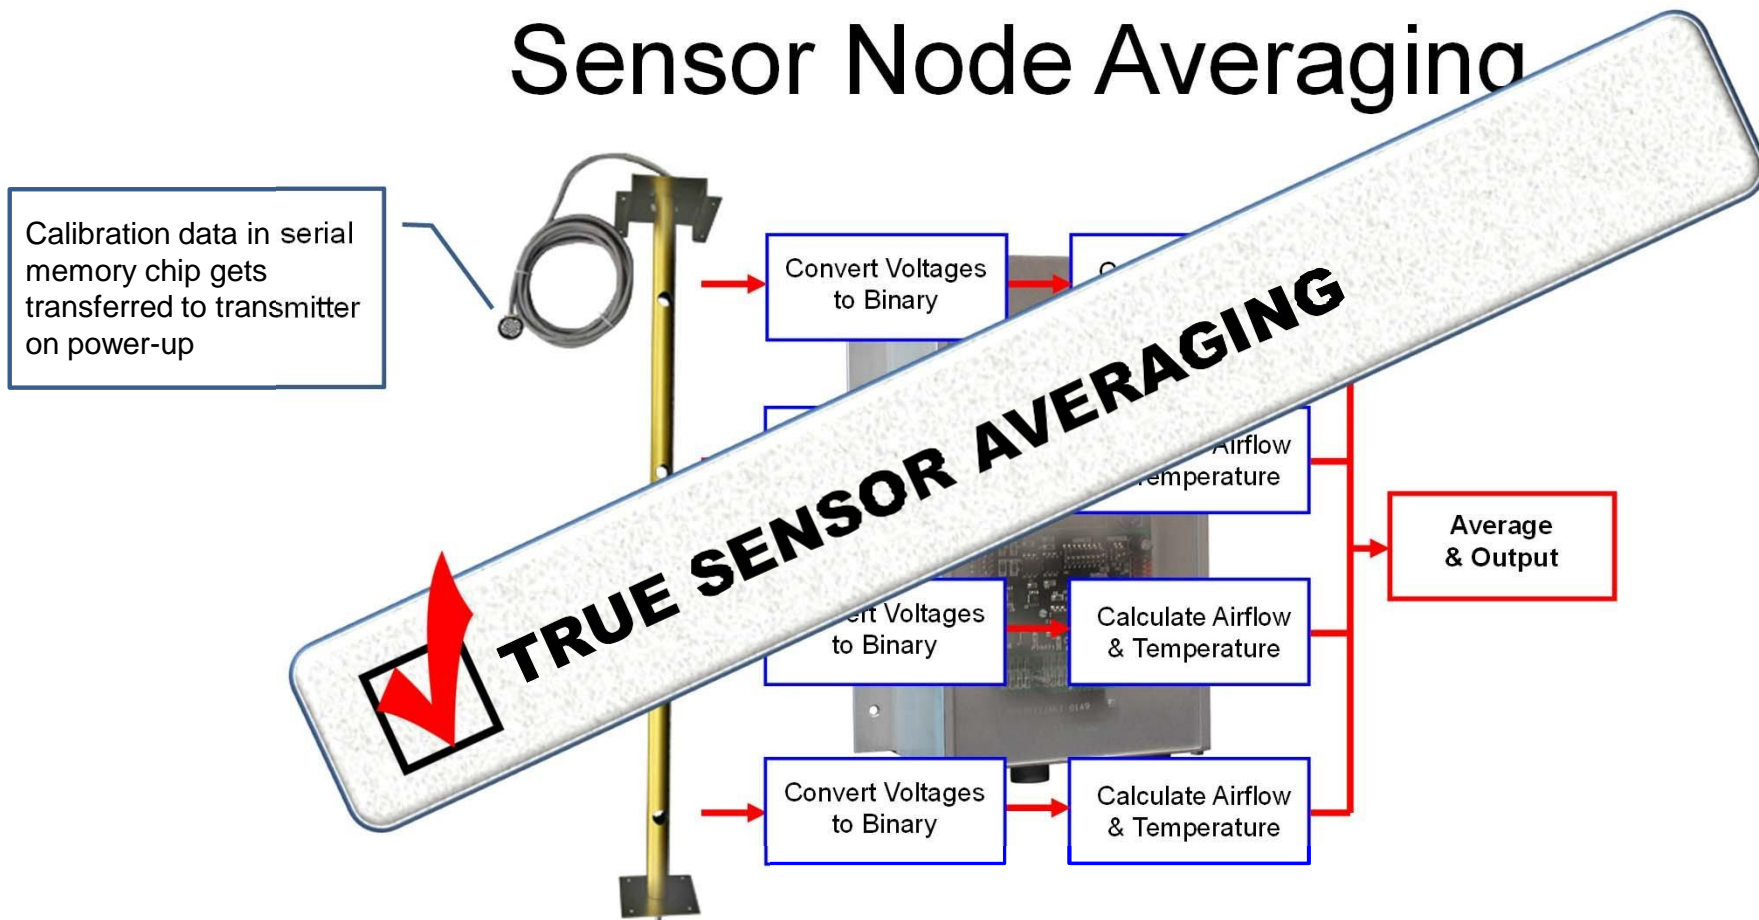 Sensor Node Averaging
Calibration data in serial
memory chip gets
transferred to transmitter
on power-up
Convert Voltages
to Binary
Airflow
Temperature
Average
& Output
Voltages
to Binary
Calculate Airflow
& Temperature
Convert Voltages
to Binary
Calculate Airflow
& Temperature
TRUE SENSOR AVERAGING